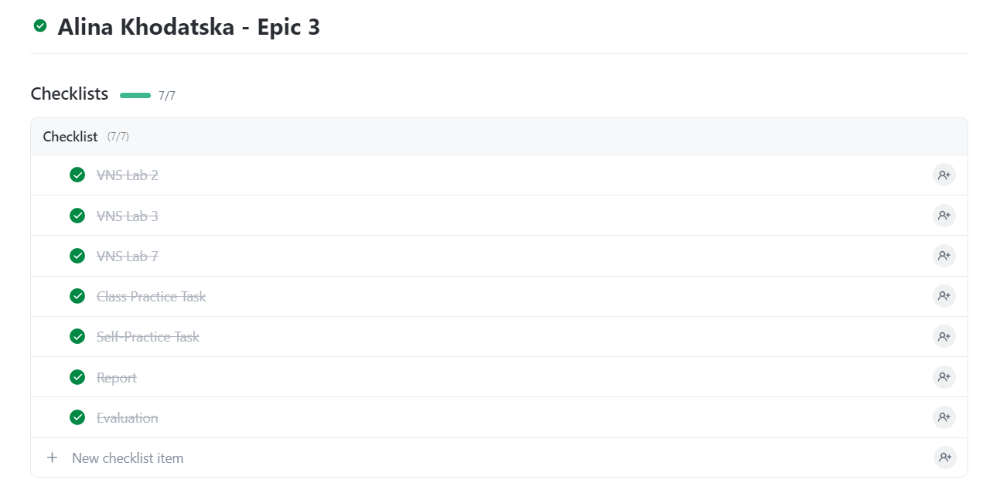 Alina Khodatska - Epic 3
Checklists 7/7
Checklist (7/7)
VNS Lab 2
VNS Lab 3
VNS Lab 7
Class Practice Task
Self-Practice Task
Report
Evaluation
New checklist item